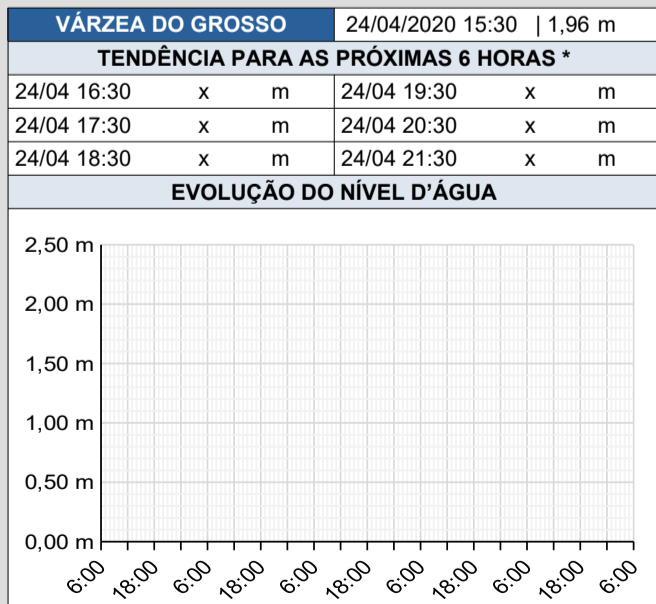 VÁRZEA DO GROSSO 24/04/2020 15:30 | 1,96 m
TENDÊNCIA PARA AS PRÓXIMAS 6 HORAS *
24/04 16:30 x m 24/04 19:30 x m
24/04 17:30 x m 24/04 20:30 x m
24/04 18:30 x m 24/04 21:30 x m
EVOLUÇÃO DO NÍVEL D’ÁGUA
2,50 m
2,00 m
1,50 m
1,00 m
0,50 m
0,00 m
6:00 18:00 6:00 18:00 6:00 18:00 6:00 18:00 6:00 18:00 6:00